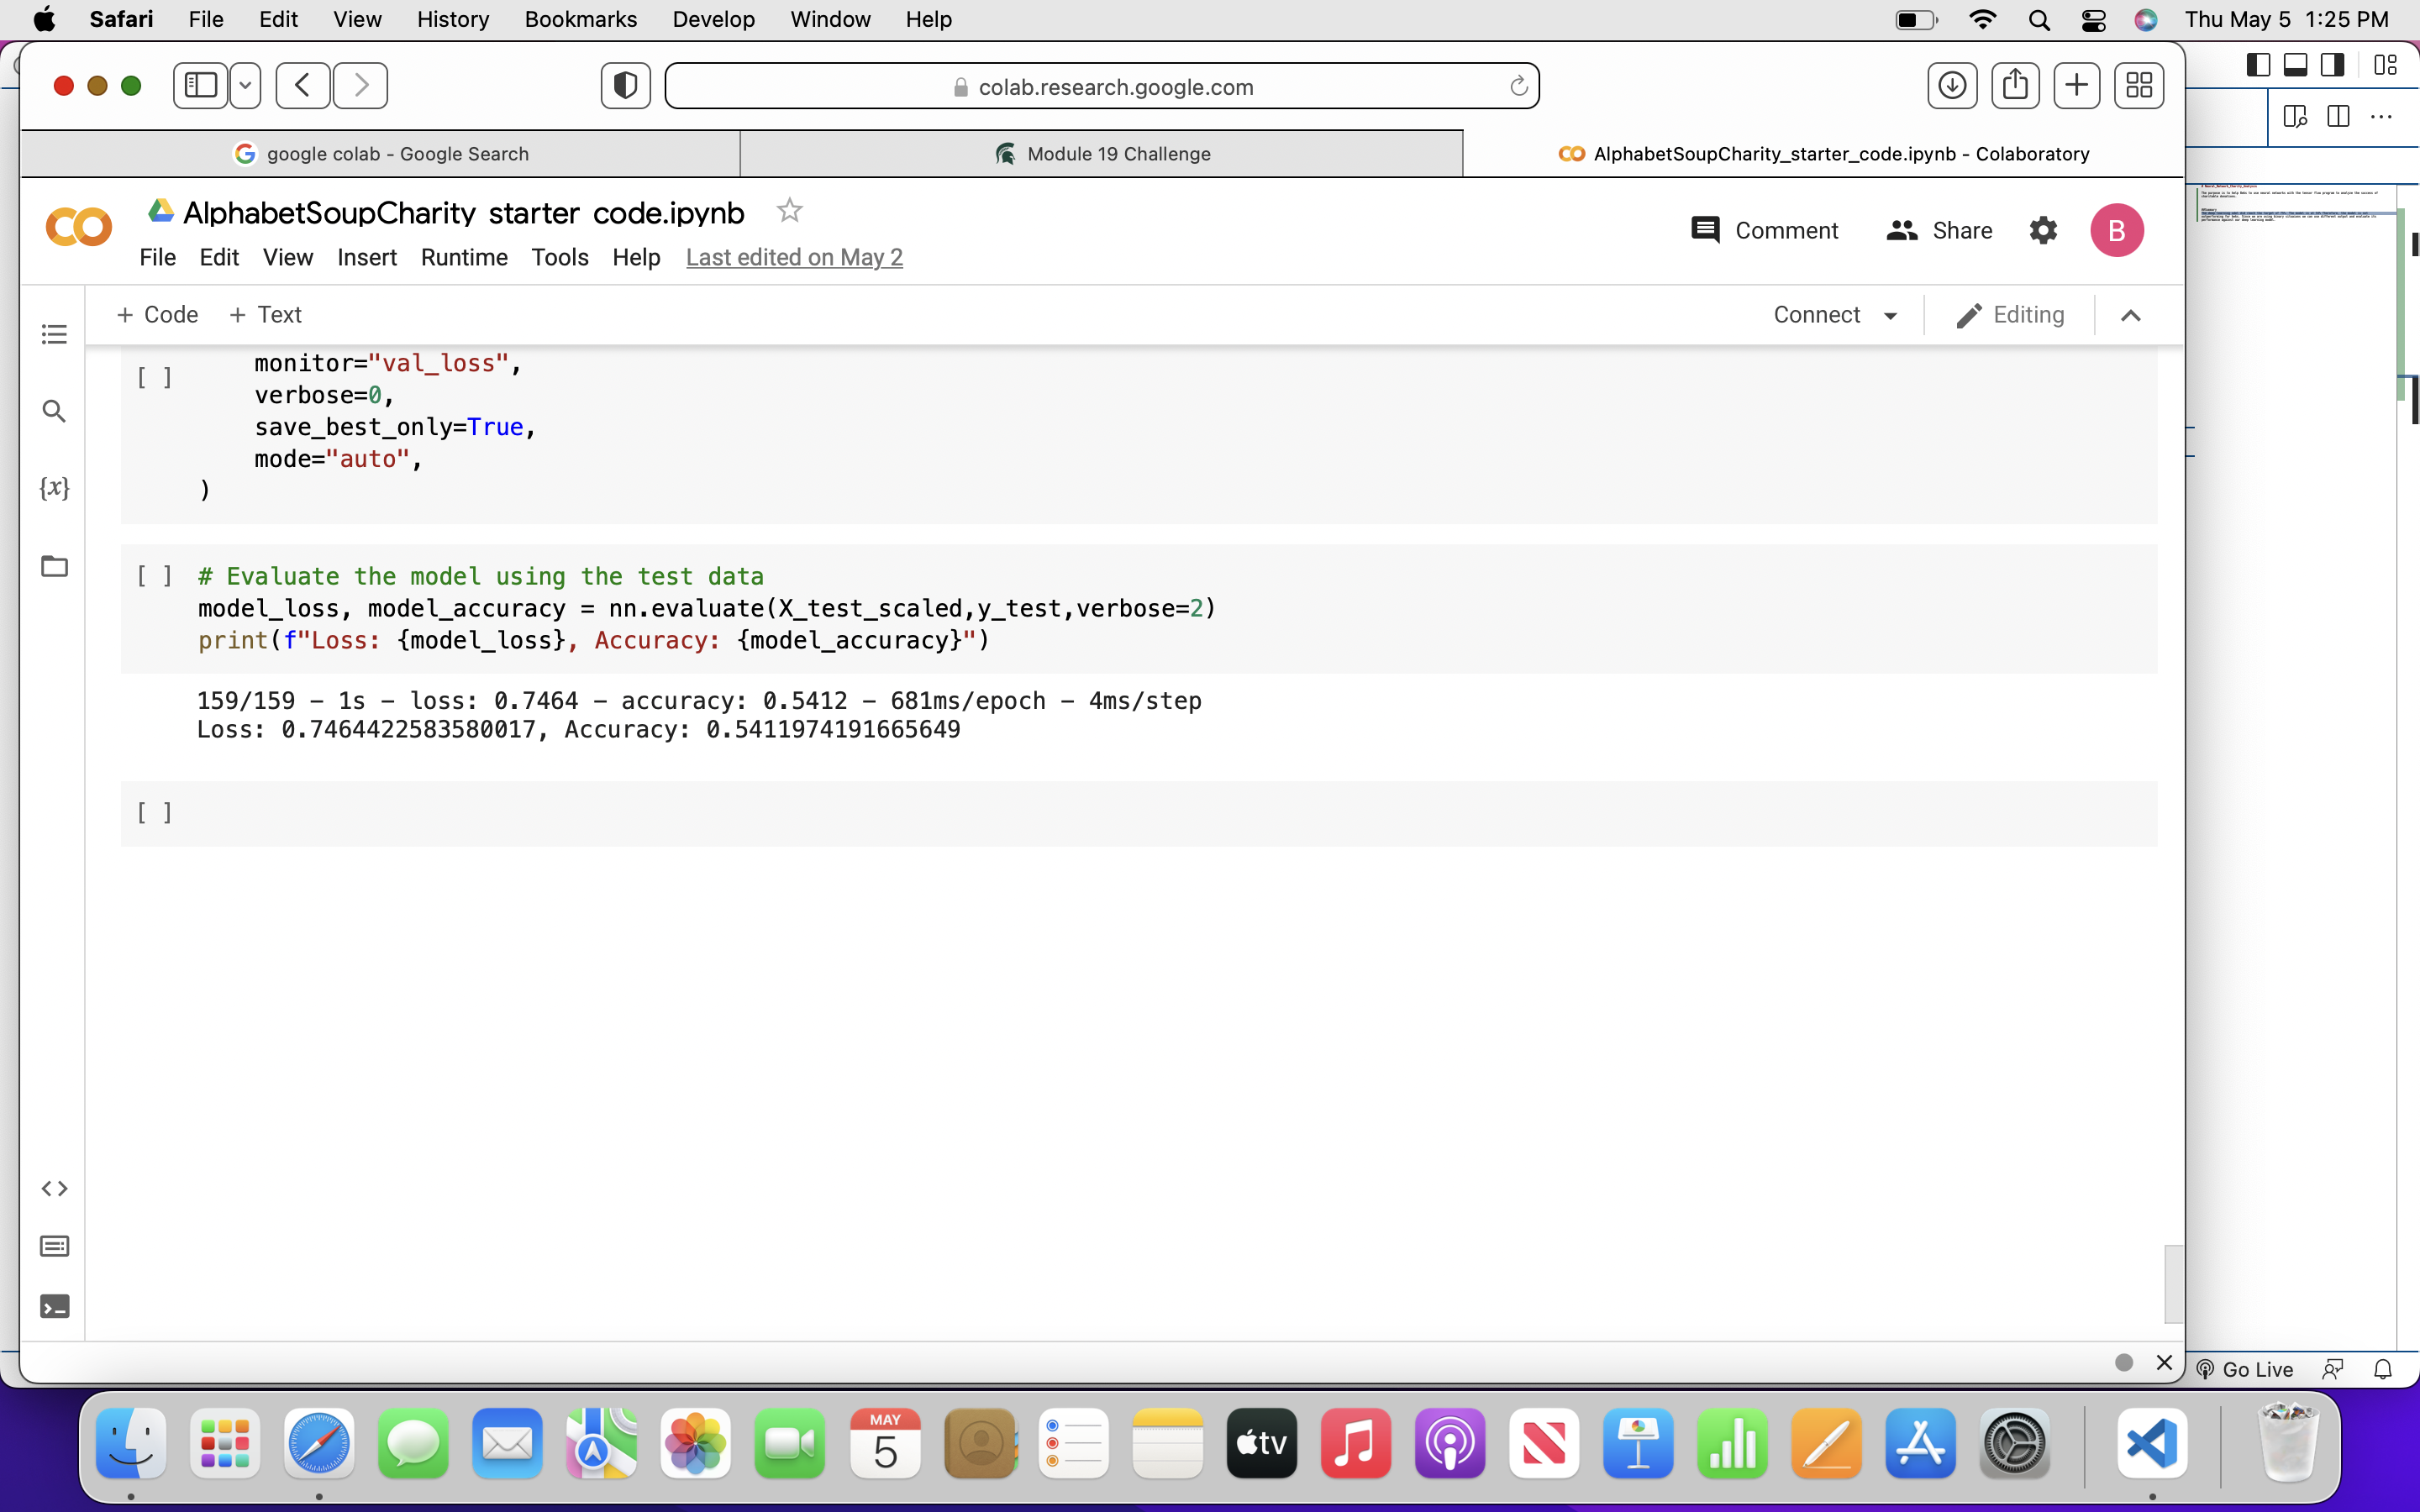 Safari File Edit View History Bookmarks Develop Window Help Thu May 5 1:25 PM
colab.research.google.com
google colab - Google Search
Module 19 Challenge
AlphabetSoupCharity_starter_code.ipynb - Colaboratory
AlphabetSoupCharity starter code.ipynb
Comment Share B
File Edit View Insert Runtime Tools Help Last edited on May 2
+ Code + Text Connect Editing
[ ] monitor="val_loss",
verbose=0,
save_best_only=True,
mode="auto",
)
{x}
[ ] # Evaluate the model using the test data
model_loss, model_accuracy = nn.evaluate(X_test_scaled,y_test,verbose=2)
print(f"Loss: {model_loss}, Accuracy: {model_accuracy}")
159/159 - 1s - loss: 0.7464 - accuracy: 0.5412 - 681ms/epoch - 4ms/step
Loss: 0.7464422583580017, Accuracy: 0.5411974191665649
[ ]
Go Live
MAY
5
tv